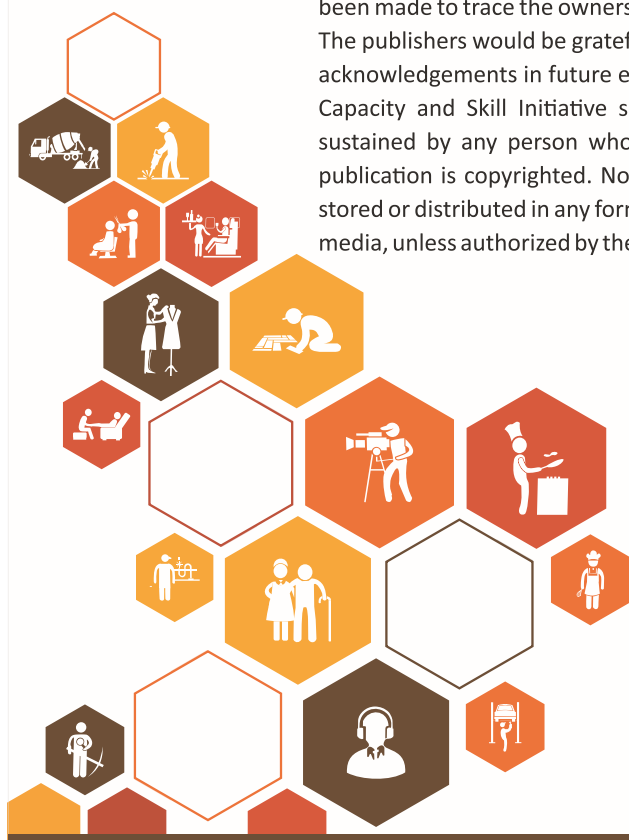 been made to trace the owners
The publishers would be gratef
acknowledgements in future e
Capacity and Skill Initiative s
sustained by any person who
publication is copyrighted. No
stored or distributed in any for
media, unless authorized by the